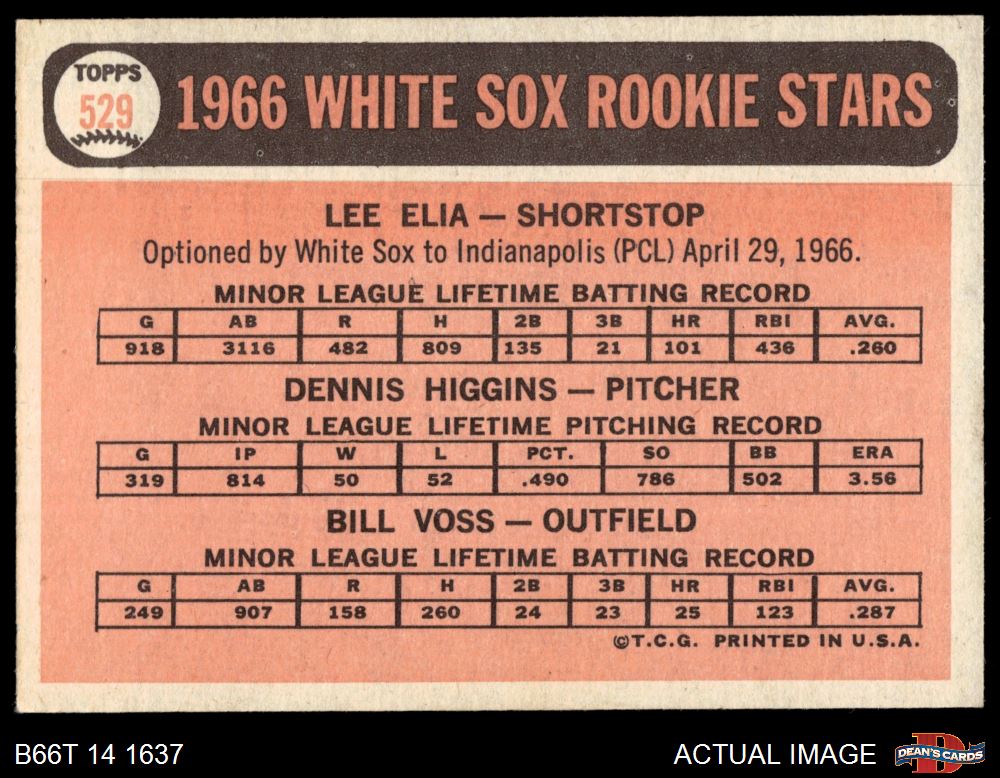 TOPPS
529
1966 WHITE SOX ROOKIE STARS
LEE ELIA — SHORTSTOP
Optioned by White Sox to Indianapolis (PCL) April 29, 1966.
MINOR LEAGUE LIFETIME BATTING RECORD
G AB R H 2B 3B HR RBI AVG.
918 3116 482 809 135 21 101 436 .260
DENNIS HIGGINS — PITCHER
MINOR LEAGUE LIFETIME PITCHING RECORD
G IP W L PCT. SO BB ERA
319 814 50 52 .490 786 502 3.56
BILL VOSS — OUTFIELD
MINOR LEAGUE LIFETIME BATTING RECORD
G AB R H 2B 3B HR RBI AVG.
249 907 158 260 24 23 25 123 .287
©T.C.G. PRINTED IN U.S.A.
B66T 14 1637
ACTUAL IMAGE
D
DEAN'S CARDS